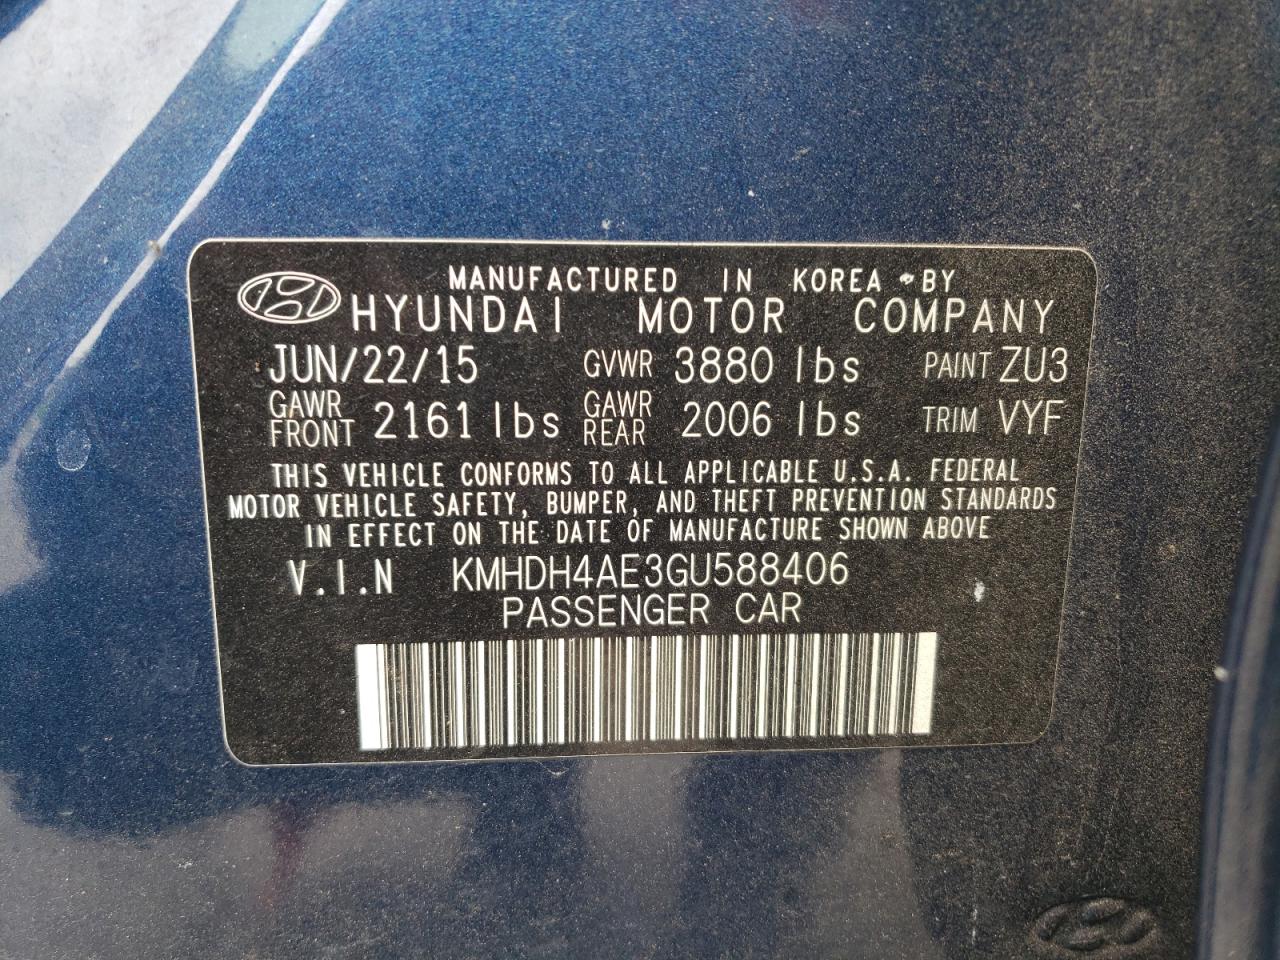 MANUFACTURED IN KOREA BY
HYUNDAI MOTOR COMPANY
JUN/22/15 GVWR 3880 lbs PAINT ZU3
GAWR FRONT 2161 lbs GAWR REAR 2006 lbs TRIM VYF
THIS VEHICLE CONFORMS TO ALL APPLICABLE U.S.A. FEDERAL
MOTOR VEHICLE SAFETY, BUMPER, AND THEFT PREVENTION STANDARDS
IN EFFECT ON THE DATE OF MANUFACTURE SHOWN ABOVE
V.I.N KMHDH4AE3GU588406
PASSENGER CAR